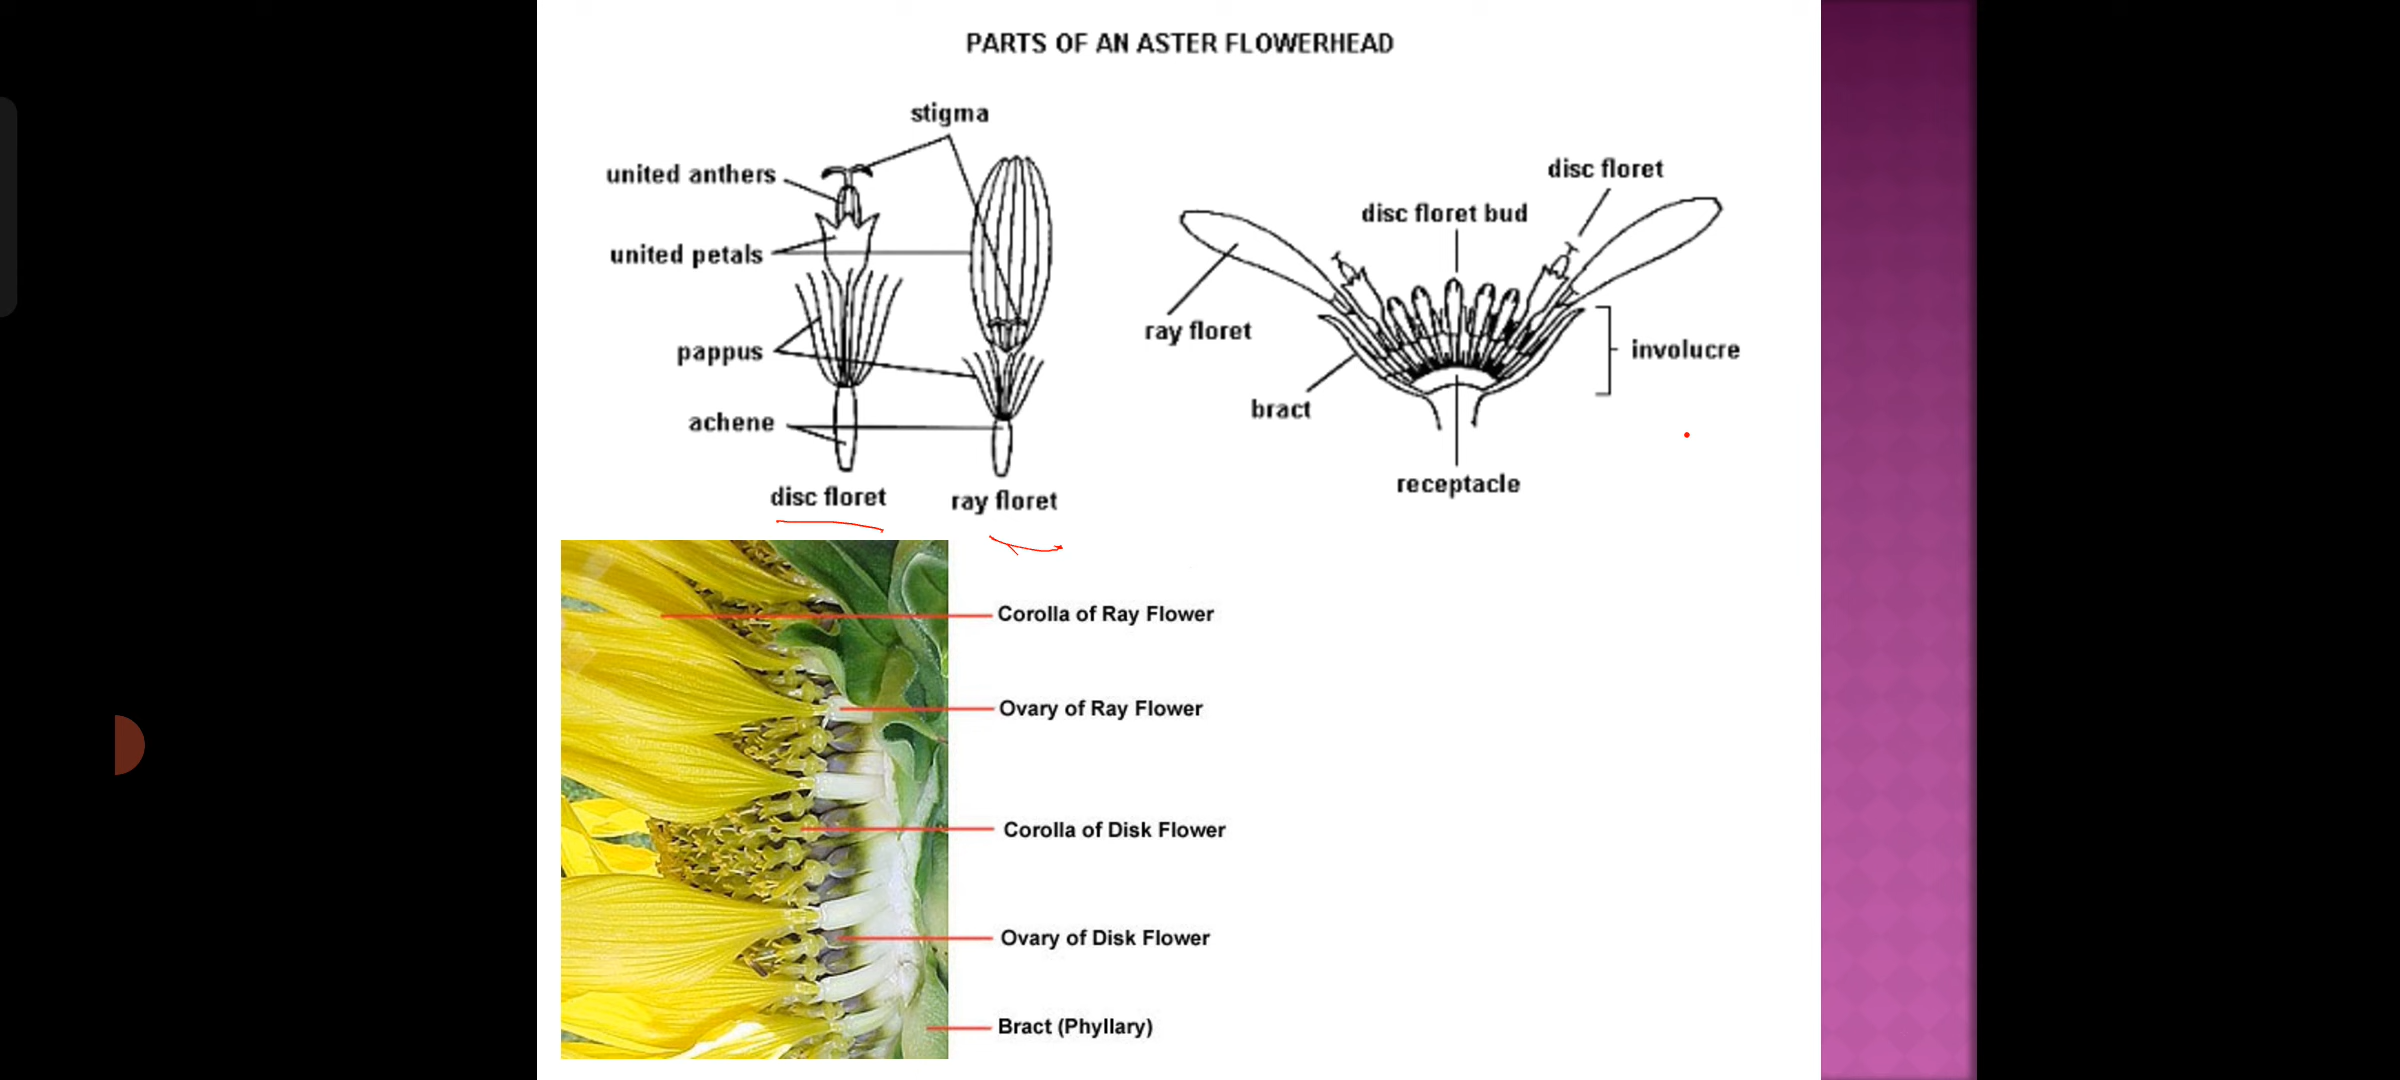 PARTS OF AN ASTER FLOWERHEAD
stigma
united anthers
united petals
pappus
achene
disc floret
ray floret
disc floret
disc floret bud
ray floret
bract
involucre
receptacle
Corolla of Ray Flower
Ovary of Ray Flower
Corolla of Disk Flower
Ovary of Disk Flower
Bract (Phyllary)